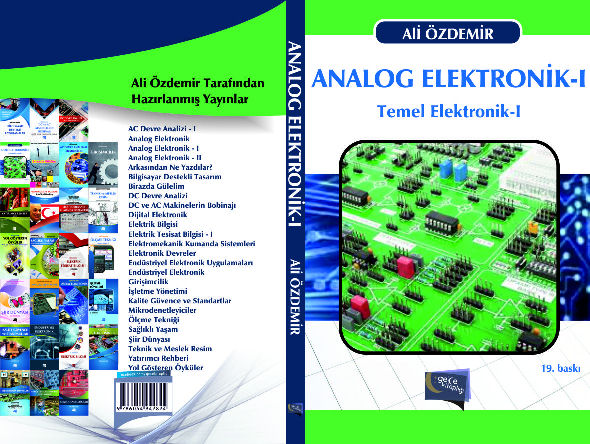 Ali Özdemir Tarafından
Hazırlanmış Yayınlar
AC Devre Analizi - I
Analog Elektronik
Analog Elektronik - I
Analog Elektronik - II
Arkasından Ne Yazdılar?
Bilgisayar Destekli Tasarım
Birazda Gülelim
DC Devre Analizi
DC ve AC Makinelerin Bobinajı
Dijital Elektronik
Elektrik Bilgisi
Elektrik Tesisat Bilgisi - I
Elektromekanik Kumanda Sistemleri
Elektronik Devreler
Endüstriyel Elektronik Uygulamaları
Endüstriyel Elektronik
Girişimcilik
İşletme Yönetimi
Kalite Güvence ve Standartlar
Mikrodenetleyiciler
Ölçme Tekniği
Sağlıklı Yaşam
Şiir Dünyası
Teknik ve Meslek Resim
Yatırımcı Rehberi
Yol Gösteren Öyküler
ANALOG ELEKTRONİK-I
ALİ ÖZDEMİR
ALİ ÖZDEMİR
ANALOG ELEKTRONİK-I
Temel Elektronik-I
19. baskı
gece
kitaplığı